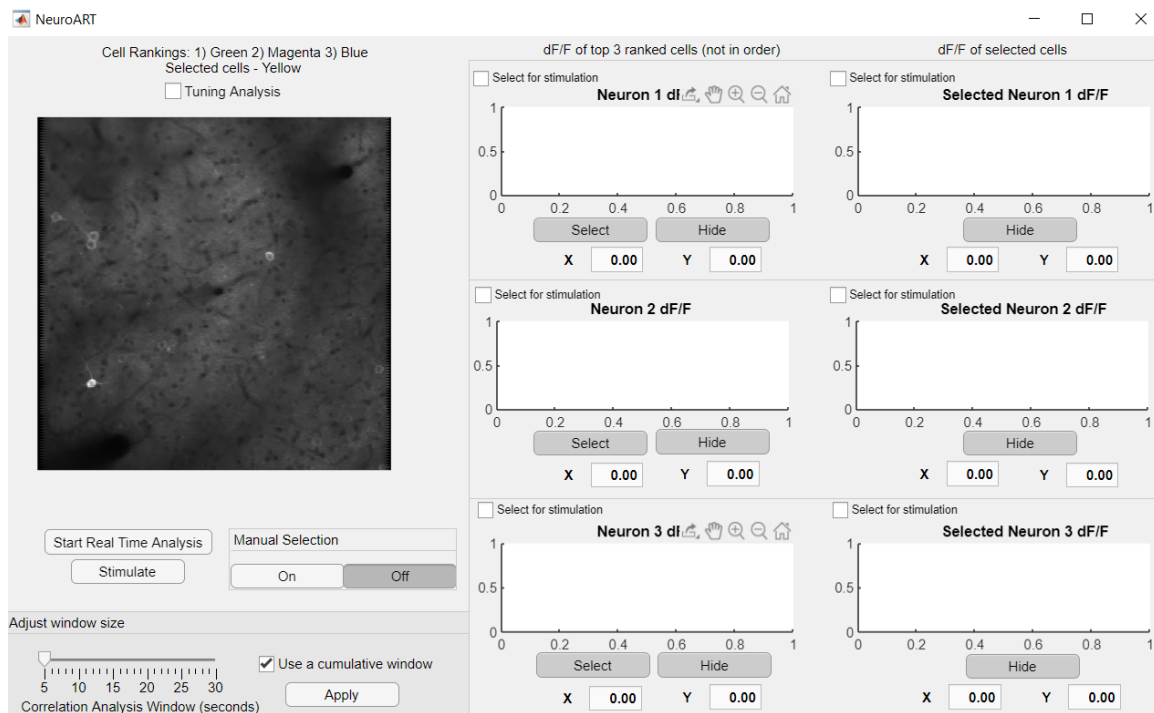 NeuroART
Cell Rankings: 1) Green 2) Magenta 3) Blue
Selected cells - Yellow
Tuning Analysis
Start Real Time Analysis
Stimulate
Manual Selection
On Off
Adjust window size
5 10 15 20 25 30
Correlation Analysis Window (seconds)
Use a cumulative window
Apply
dF/F of top 3 ranked cells (not in order)
Select for stimulation
Neuron 1 dF
1
0.5
0
0 0.2 0.4 0.6 0.8 1
Select Hide
X 0.00 Y 0.00
Select for stimulation
Neuron 2 dF/F
1
0.5
0
0 0.2 0.4 0.6 0.8 1
Select Hide
X 0.00 Y 0.00
Select for stimulation
Neuron 3 dF
1
0.5
0
0 0.2 0.4 0.6 0.8 1
Select Hide
X 0.00 Y 0.00
dF/F of selected cells
Select for stimulation
Selected Neuron 1 dF/F
1
0.5
0
0 0.2 0.4 0.6 0.8 1
Hide
X 0.00 Y 0.00
Select for stimulation
Selected Neuron 2 dF/F
1
0.5
0
0 0.2 0.4 0.6 0.8 1
Hide
X 0.00 Y 0.00
Select for stimulation
Selected Neuron 3 dF/F
1
0.5
0
0 0.2 0.4 0.6 0.8 1
Hide
X 0.00 Y 0.00